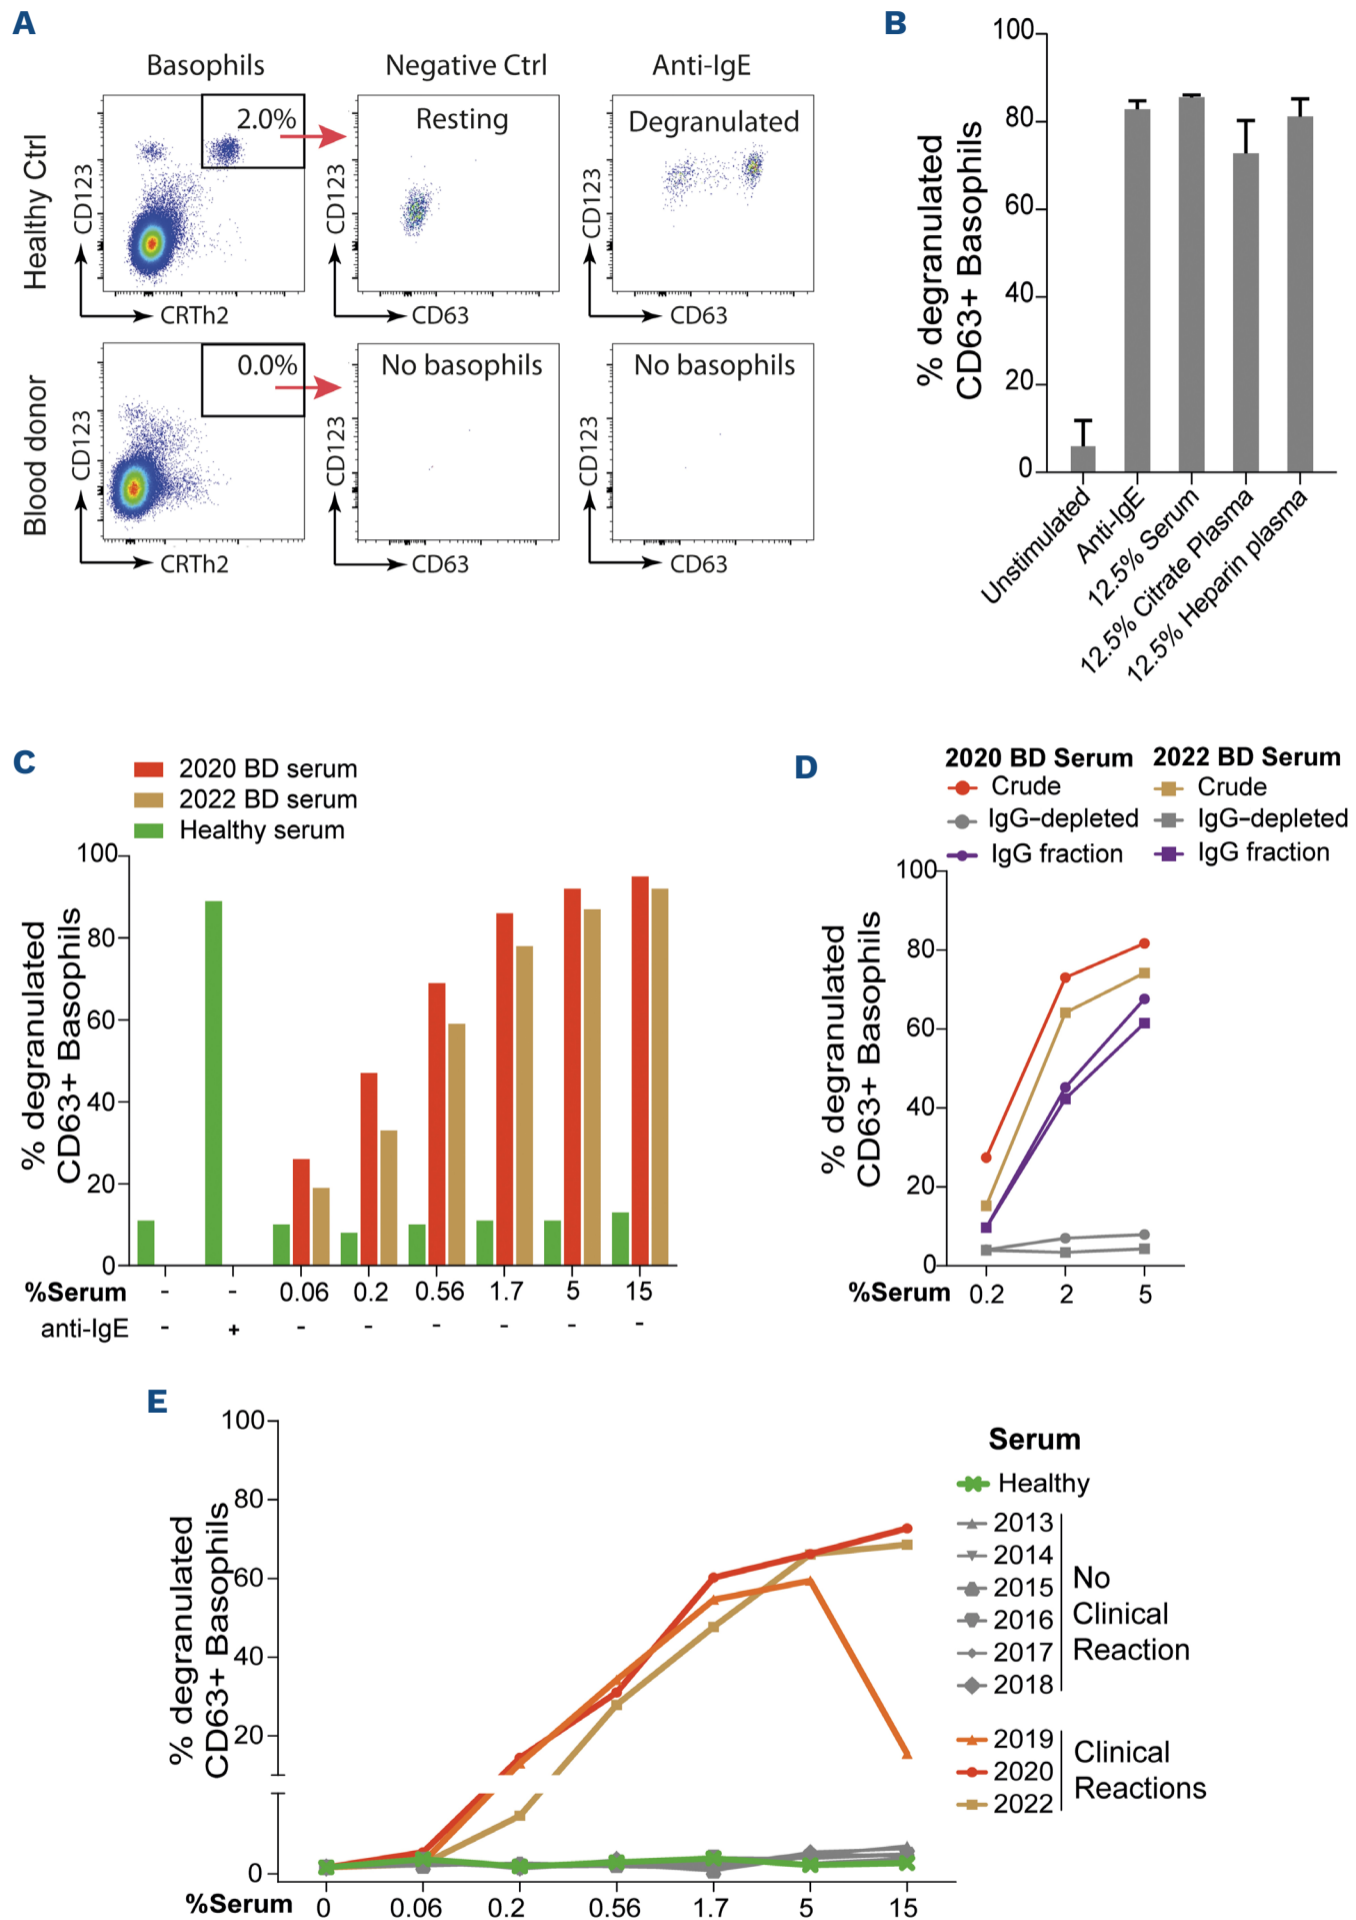 A
Basophils
Negative Ctrl
Anti-IgE
Healthy Ctrl
2.0%
Resting
Degranulated
CD123
CD123
CD123
CRTh2
CD63
CD63
Blood donor
0.0%
No basophils
No basophils
CD123
CD123
CD123
CRTh2
CD63
CD63
B
% degranulated
CD63+ Basophils
100
80
60
40
20
0
Unstimulated
Anti-IgE
12.5% Serum
12.5% Citrate Plasma
12.5% Heparin plasma
C
2020 BD serum
2022 BD serum
Healthy serum
% degranulated
CD63+ Basophils
100
80
60
40
20
0
%Serum - - 0.06 0.2 0.56 1.7 5 15
anti-IgE - + - - - - - -
D
2020 BD Serum 2022 BD Serum
Crude Crude
IgG–depleted IgG–depleted
IgG fraction IgG fraction
% degranulated
CD63+ Basophils
100
80
60
40
20
0
%Serum 0.2 2 5
E
% degranulated
CD63+ Basophils
100
80
60
40
20
0
%Serum 0 0.06 0.2 0.56 1.7 5 15
Serum
Healthy
2013
2014
2015
2016
2017
2018
No
Clinical
Reaction
2019
2020
2022
Clinical
Reactions